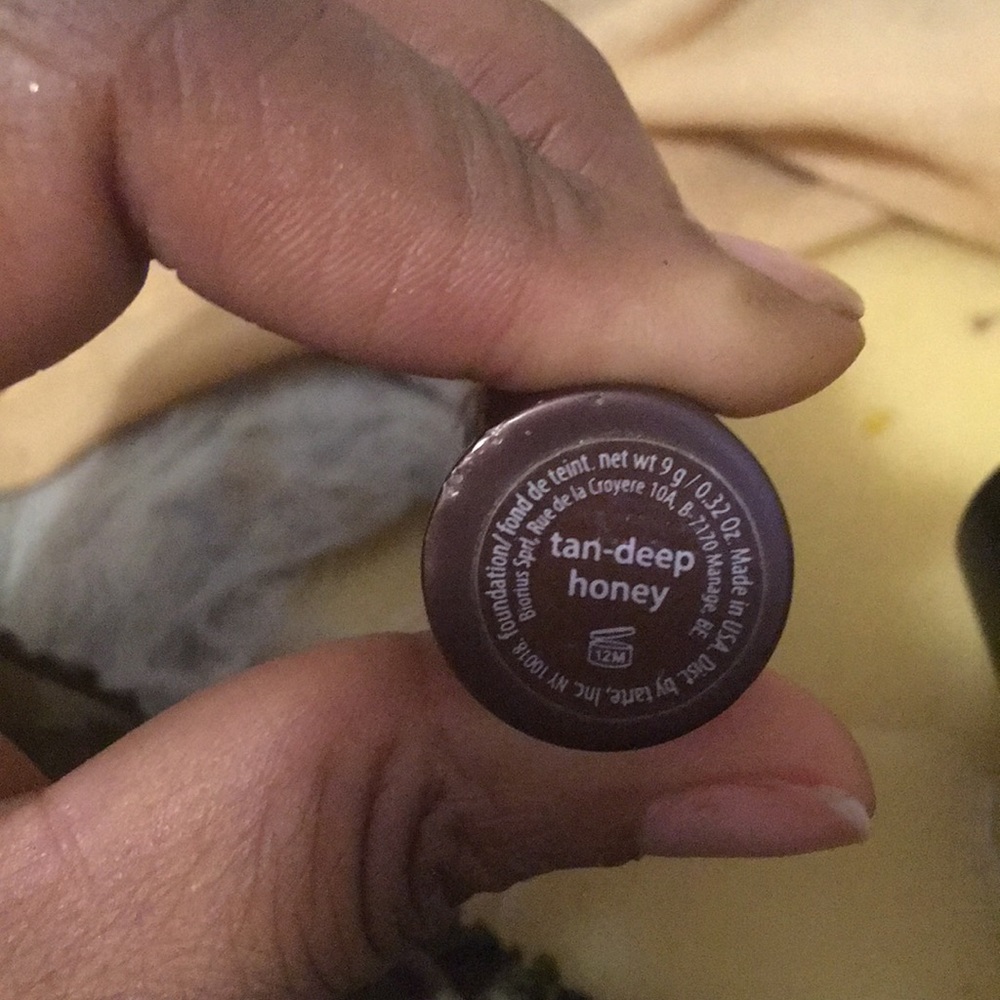 foundation/fond de teint. net wt 9 g / 0.32 oz. Made in USA. Dist. by tarte, Inc. NY 10018.
Biorius Sprl, Rue de la Croyere 10A, B-7170 Manage, BE
tan-deep
honey
12M